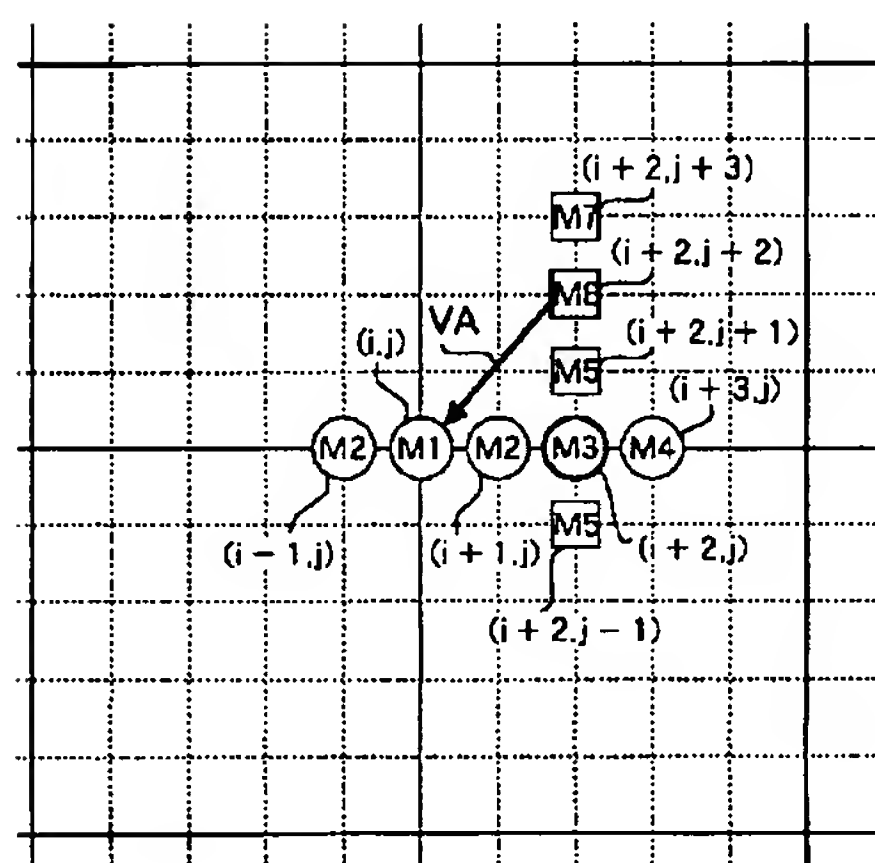 (i + 2,j + 3)
M7
(i + 2,j + 2)
M6
VA
(i,j)
(i + 2,j + 1)
M5
(i + 3,j)
M2
M1
M2
M3
M4
M5
(i − 1,j)
(i + 1,j)
(i + 2,j)
(i + 2,j − 1)